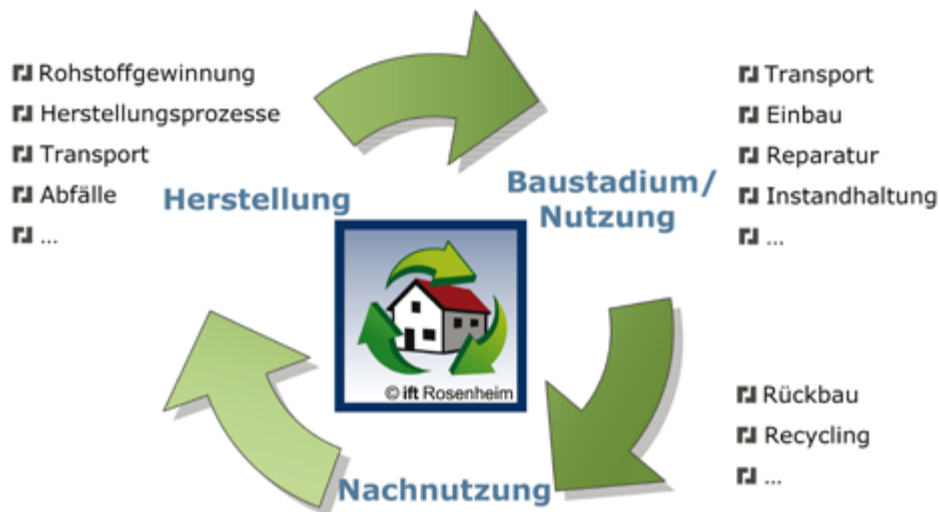 Rohstoffgewinnung
Herstellungsprozesse
Transport
Abfälle
...
Herstellung
Baustadium/
Nutzung
Transport
Einbau
Reparatur
Instandhaltung
...
© ift Rosenheim
Rückbau
Recycling
...
Nachnutzung